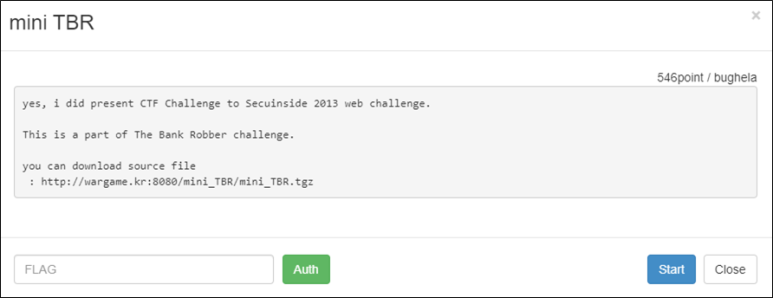 mini TBR
×
546point / bughela
yes, i did present CTF Challenge to Secuinside 2013 web challenge.
This is a part of The Bank Robber challenge.
you can download source file
: http://wargame.kr:8080/mini_TBR/mini_TBR.tgz
FLAG Auth Start Close